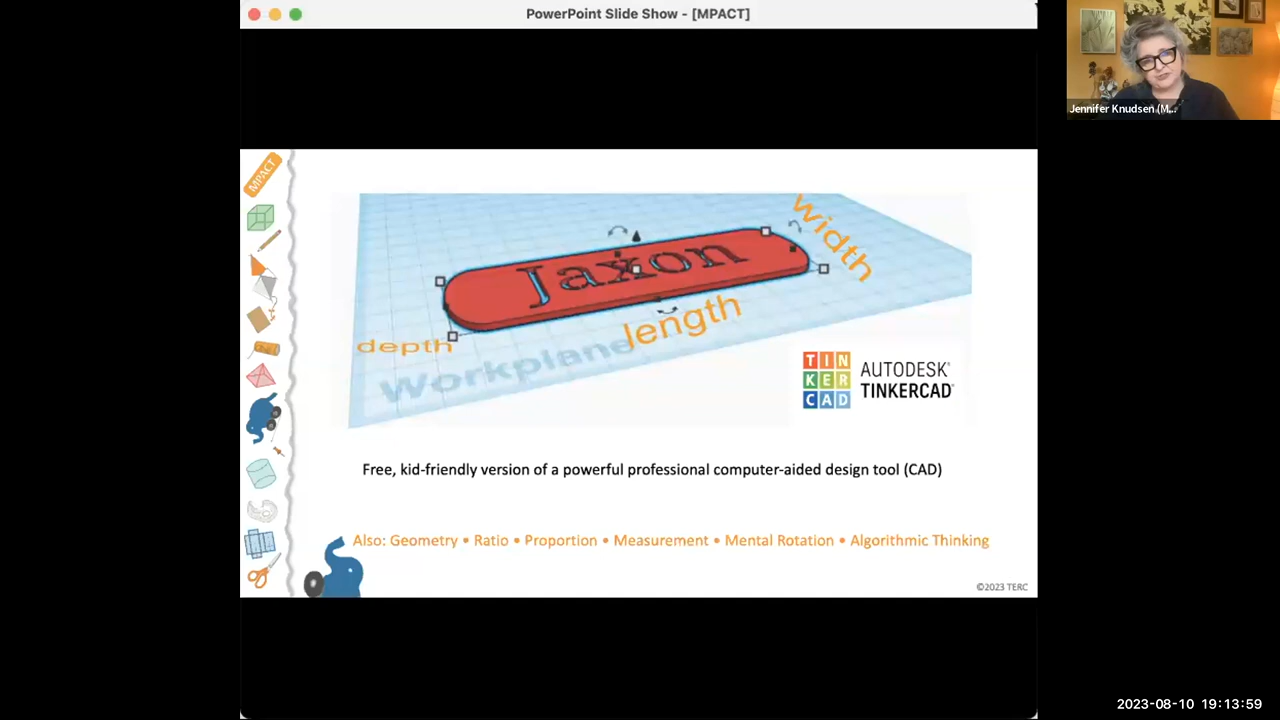 PowerPoint Slide Show - [MPACT]
Jennifer Knudsen (M...
MPACT
Jaxon
width
length
depth
Workplane
TIN
KER
CAD
AUTODESK®
TINKERCAD®
Free, kid-friendly version of a powerful professional computer-aided design tool (CAD)
Also: Geometry • Ratio • Proportion • Measurement • Mental Rotation • Algorithmic Thinking
©2023 TERC
2023-08-10 19:13:59